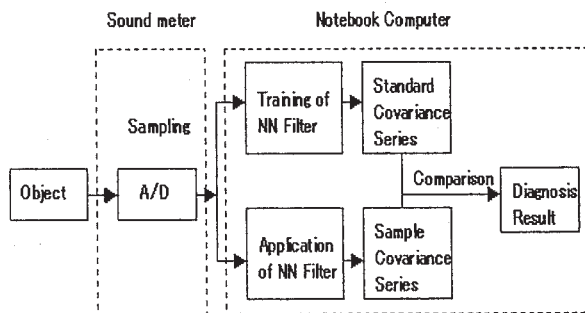 Sound meter
Notebook Computer
Sampling
Training of
NN Filter
Standard
Covariance
Series
Object
A/D
Comparison
Diagnosis
Result
Application
of NN Filter
Sample
Covariance
Series